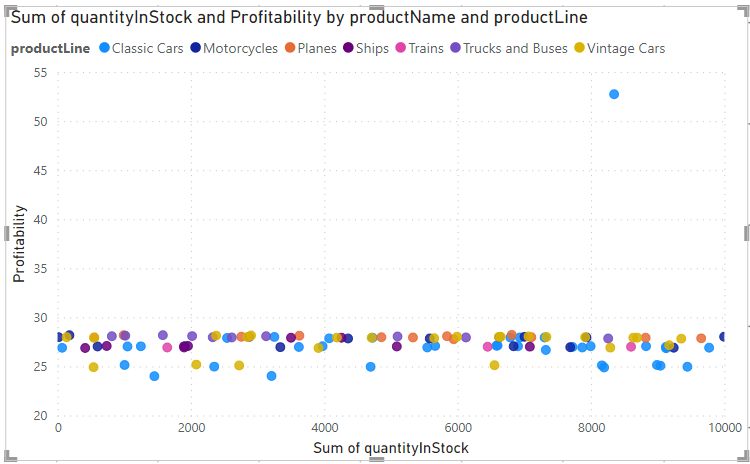 Sum of quantityInStock and Profitability by productName and productLine
productLine Classic Cars Motorcycles Planes Ships Trains Trucks and Buses Vintage Cars
55
50
45
40
35
30
25
20
Profitability
0 2000 4000 6000 8000 10000
Sum of quantityInStock